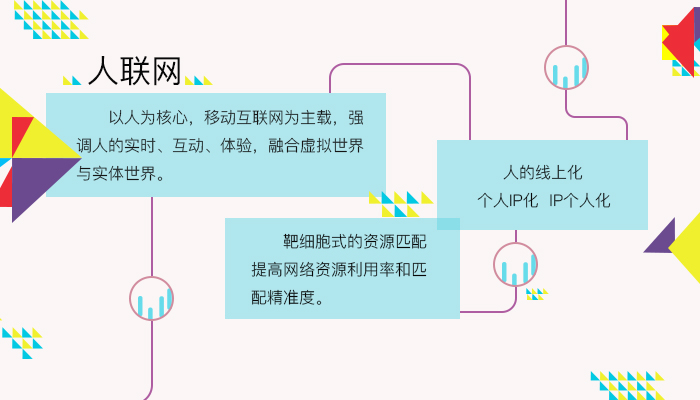 人联网
以人为核心，移动互联网为主载，强
调人的实时、互动、体验，融合虚拟世界
与实体世界。
人的线上化
个人IP化 IP个人化
靶细胞式的资源匹配
提高网络资源利用率和匹
配精准度。